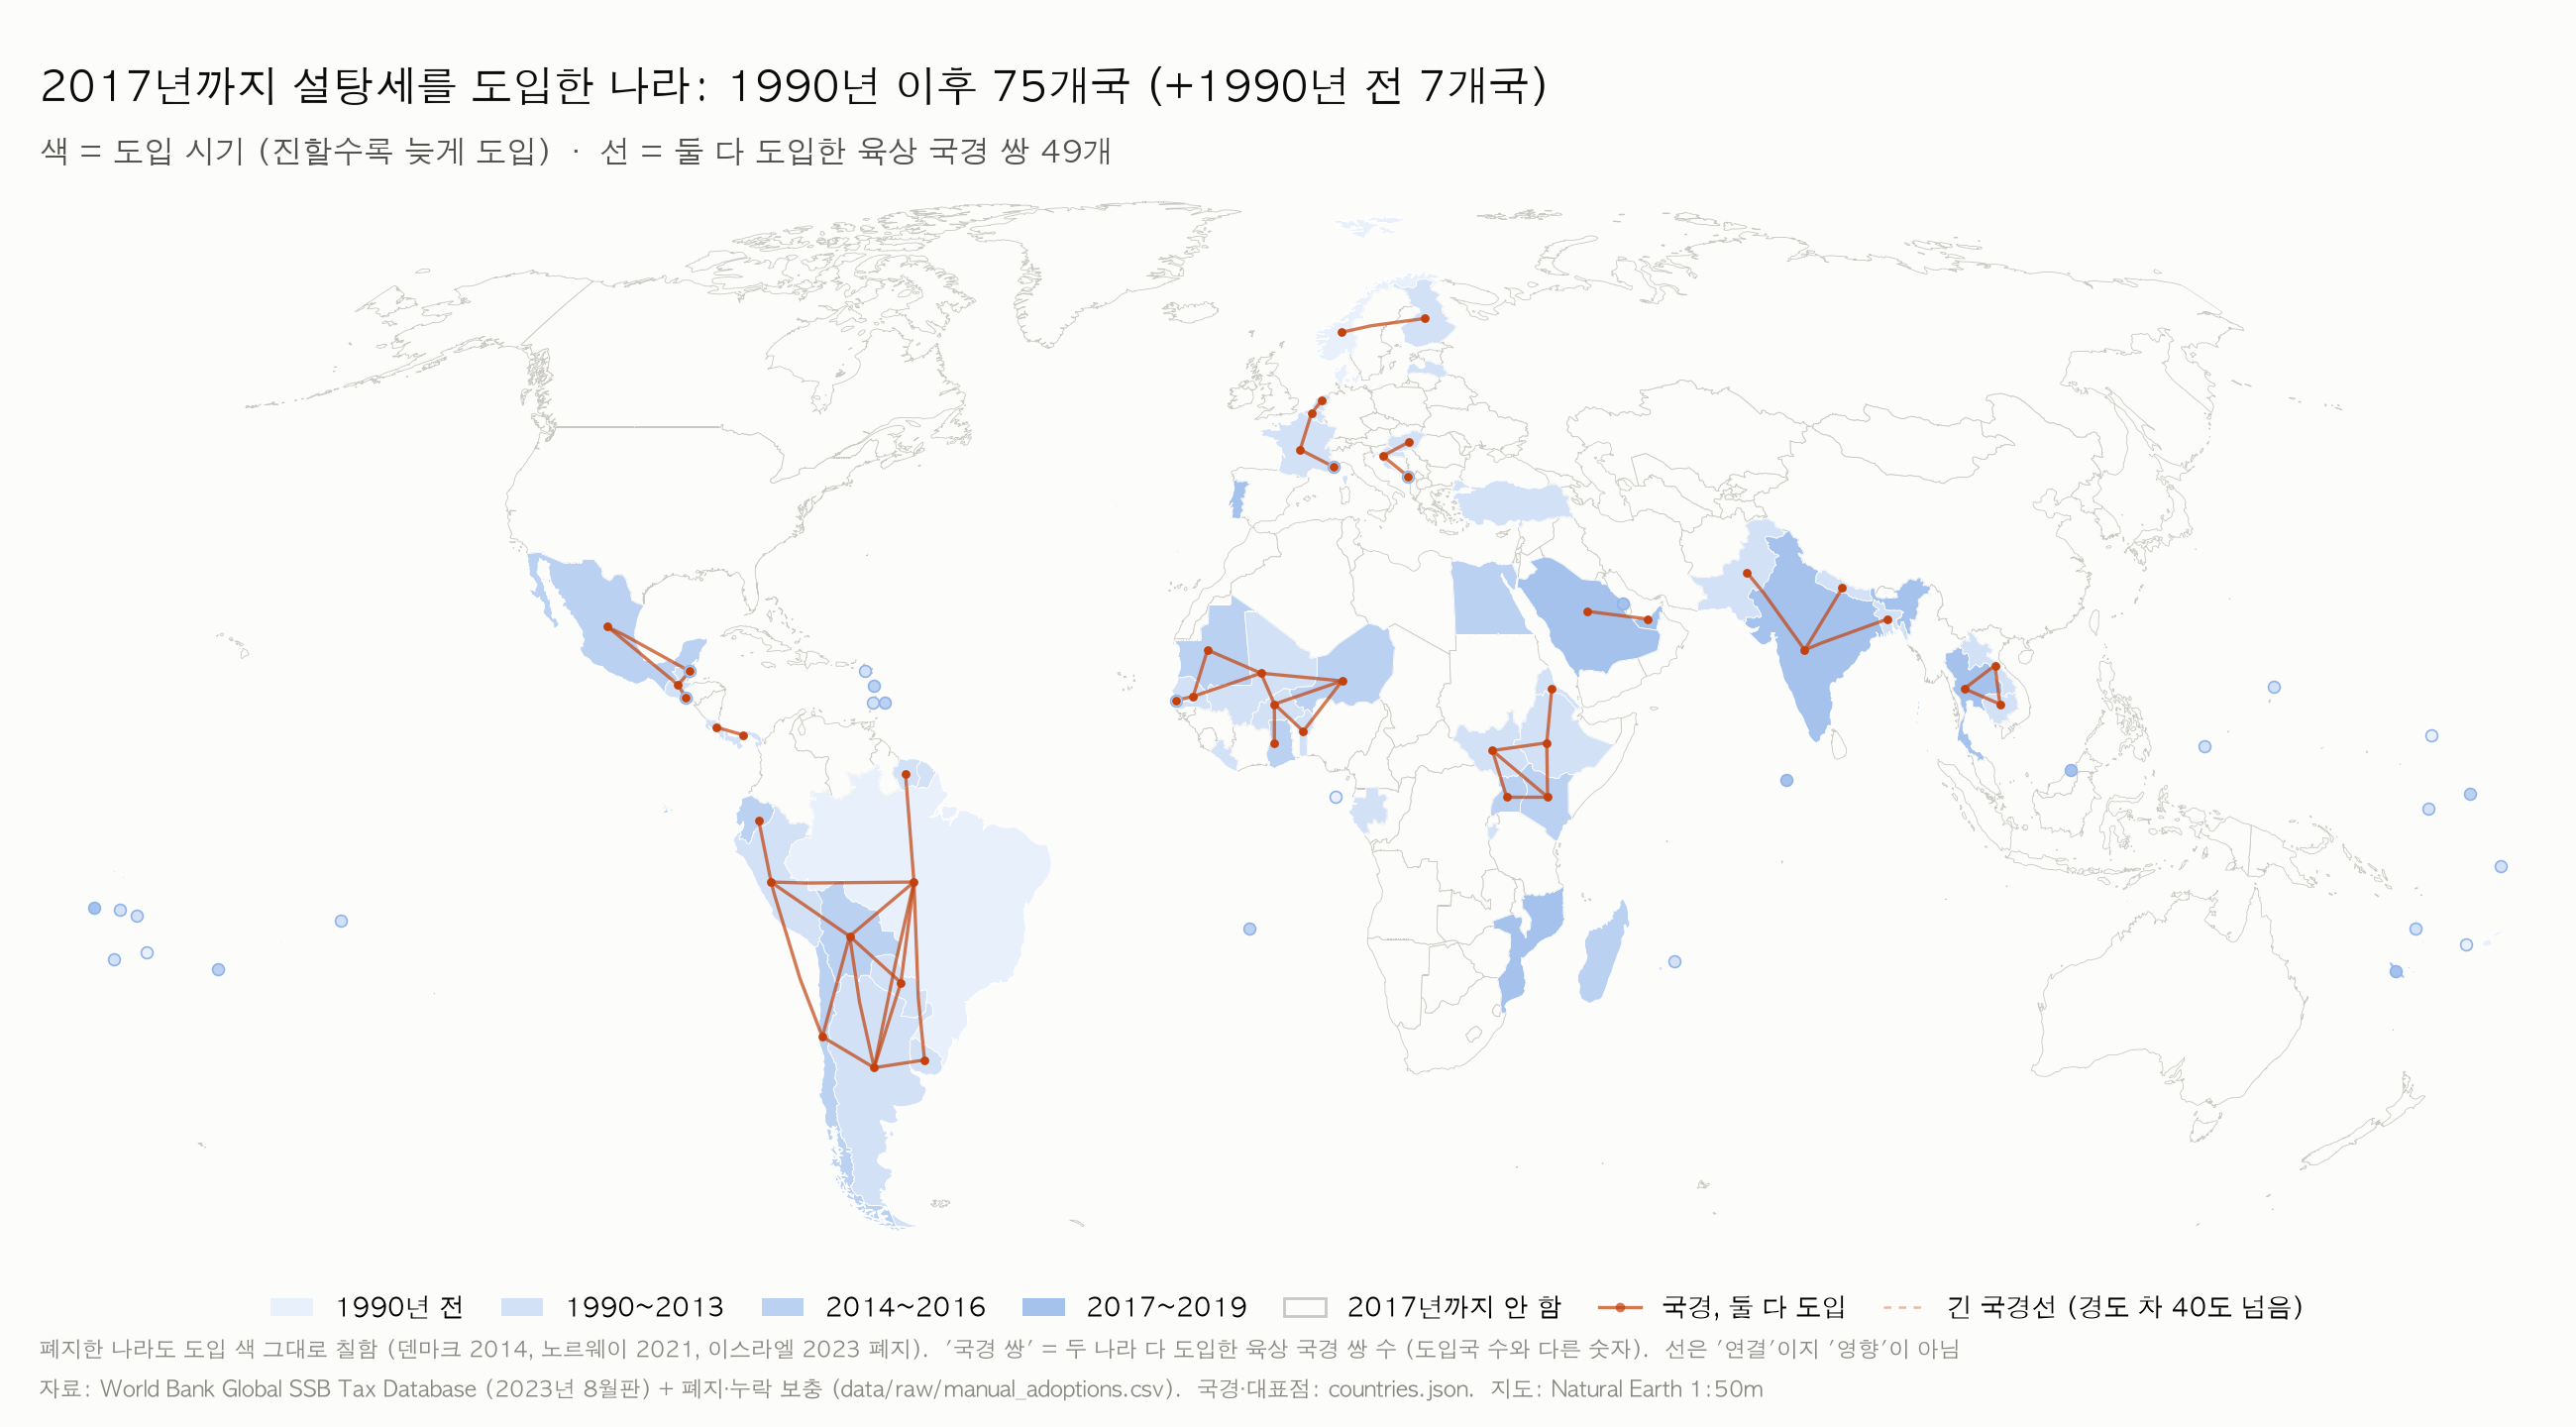 2017년까지 설탕세를 도입한 나라: 1990년 이후 75개국 (+1990년 전 7개국)
색 = 도입 시기 (진할수록 늦게 도입) · 선 = 둘 다 도입한 육상 국경 쌍 49개
1990년 전 1990~2013 2014~2016 2017~2019 2017년까지 안 함 국경, 둘 다 도입 긴 국경선 (경도 차 40도 넘음)
폐지한 나라도 도입 색 그대로 칠함 (덴마크 2014, 노르웨이 2021, 이스라엘 2023 폐지). '국경 쌍' = 두 나라 다 도입한 육상 국경 쌍 수 (도입국 수와 다른 숫자). 선은 '연결'이지 '영향'이 아님
자료: World Bank Global SSB Tax Database (2023년 8월판) + 폐지·누락 보충 (data/raw/manual_adoptions.csv). 국경·대표점: countries.json. 지도: Natural Earth 1:50m